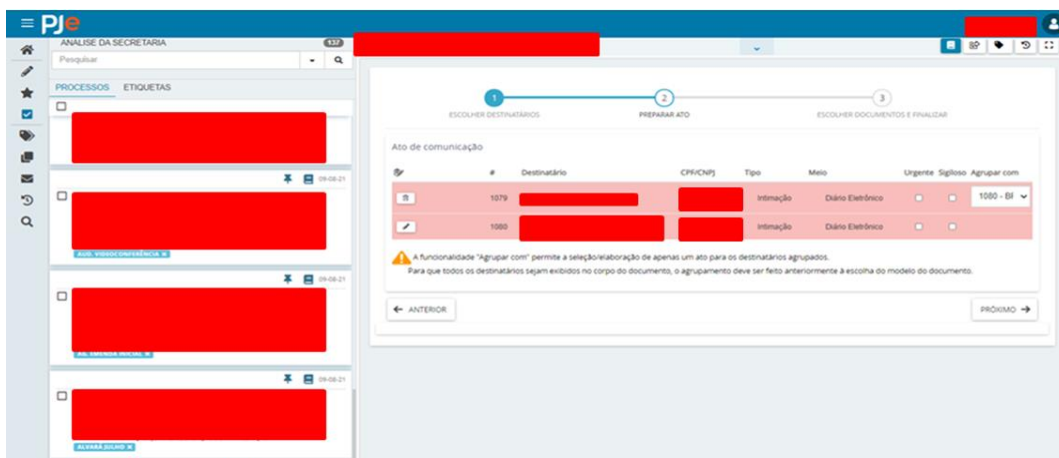 PJe
ANÁLISE DA SECRETARIA 137
Pesquisar
PROCESSOS ETIQUETAS
09-08-21
AUD. VIDEOCONFERÊNCIA ×
09-08-21
09-08-21
ALVARÁ JULHO ×
1 2 3
ESCOLHER DESTINATÁRIOS PREPARAR ATO ESCOLHER DOCUMENTOS E FINALIZAR
Ato de comunicação
# Destinatário CPF/CNPJ Tipo Meio Urgente Sigiloso Agrupar com
1079 Intimação Diário Eletrônico 1080 - BF
1080 Intimação Diário Eletrônico
A funcionalidade "Agrupar com" permite a seleção/elaboração de apenas um ato para os destinatários agrupados.
Para que todos os destinatários sejam exibidos no corpo do documento, o agrupamento deve ser feito anteriormente à escolha do modelo do documento.
ANTERIOR PRÓXIMO